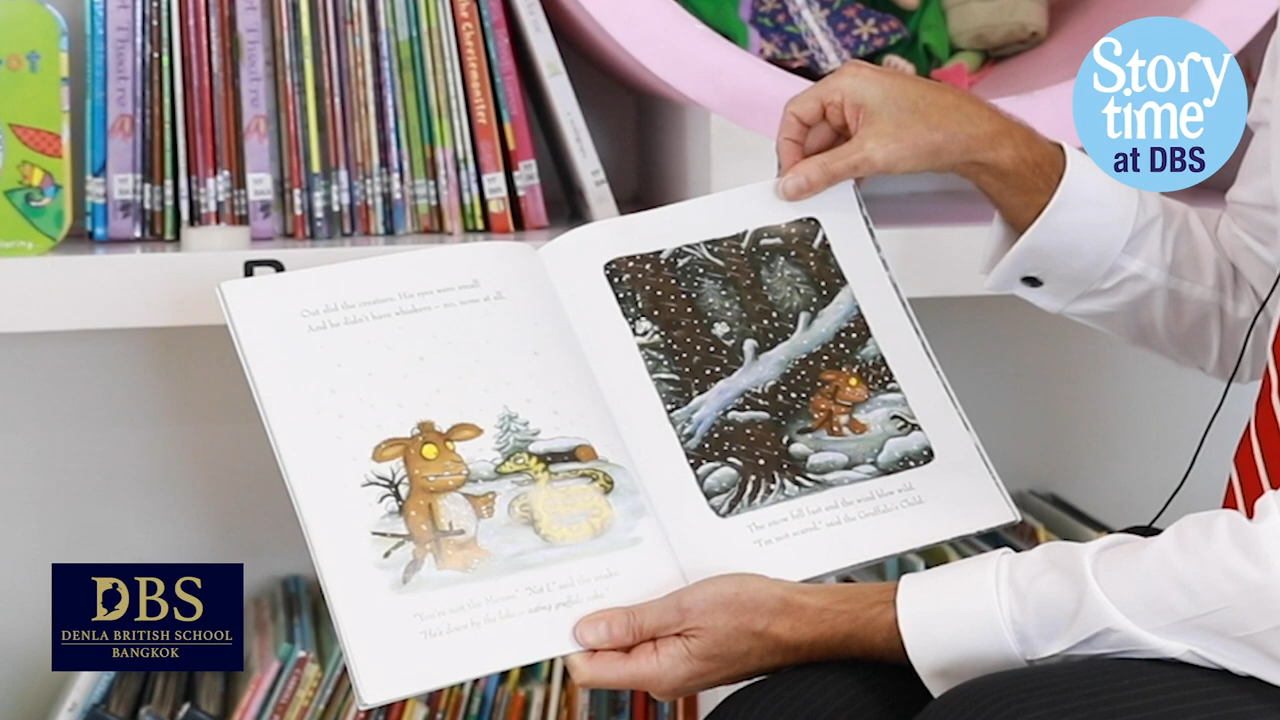 Story
time
at DBS
Theatre
Theatre
The Cheesemonster
Out slid the creature. His eyes were small
And he didn't have whiskers – no, none at all.
"You're not the Mouse." "Not I," said the snake.
"He's down by the lake – eating gruffalo cake."
The snow fell fast and the wind blew wild.
"I'm not scared," said the Gruffalo's Child.
DBS
DENLA BRITISH SCHOOL
BANGKOK